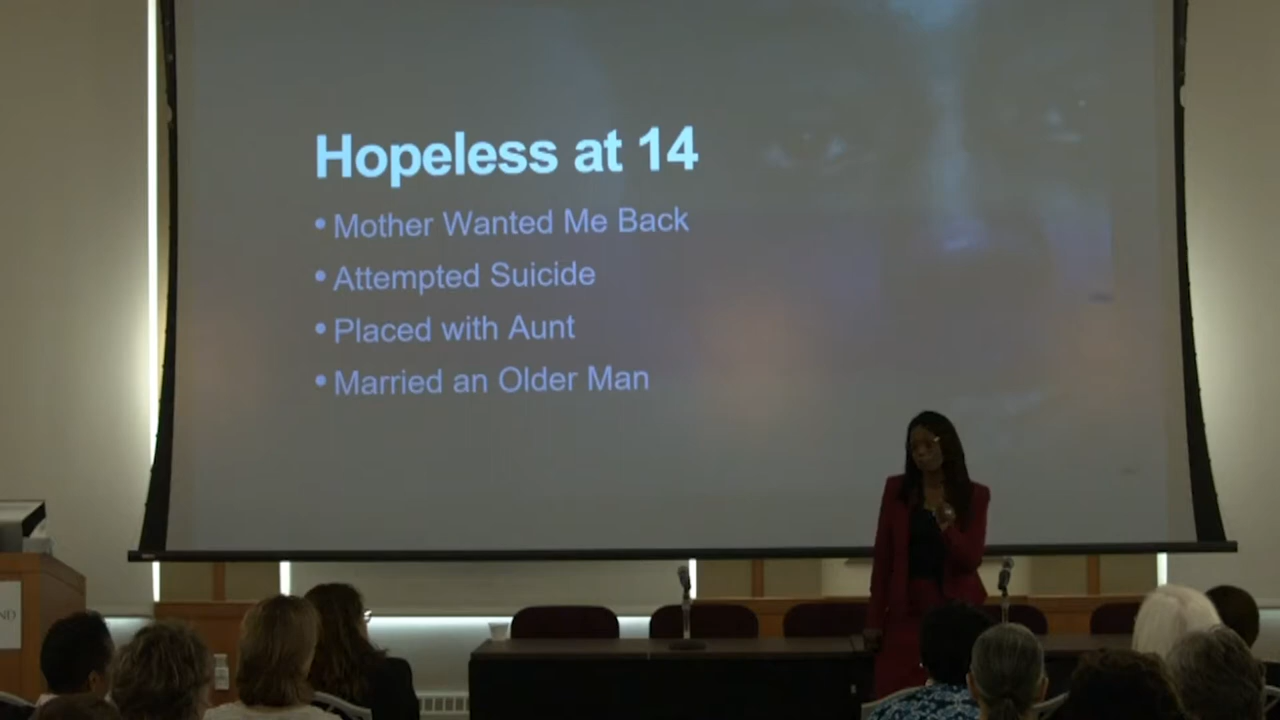 Hopeless at 14
• Mother Wanted Me Back
• Attempted Suicide
• Placed with Aunt
• Married an Older Man